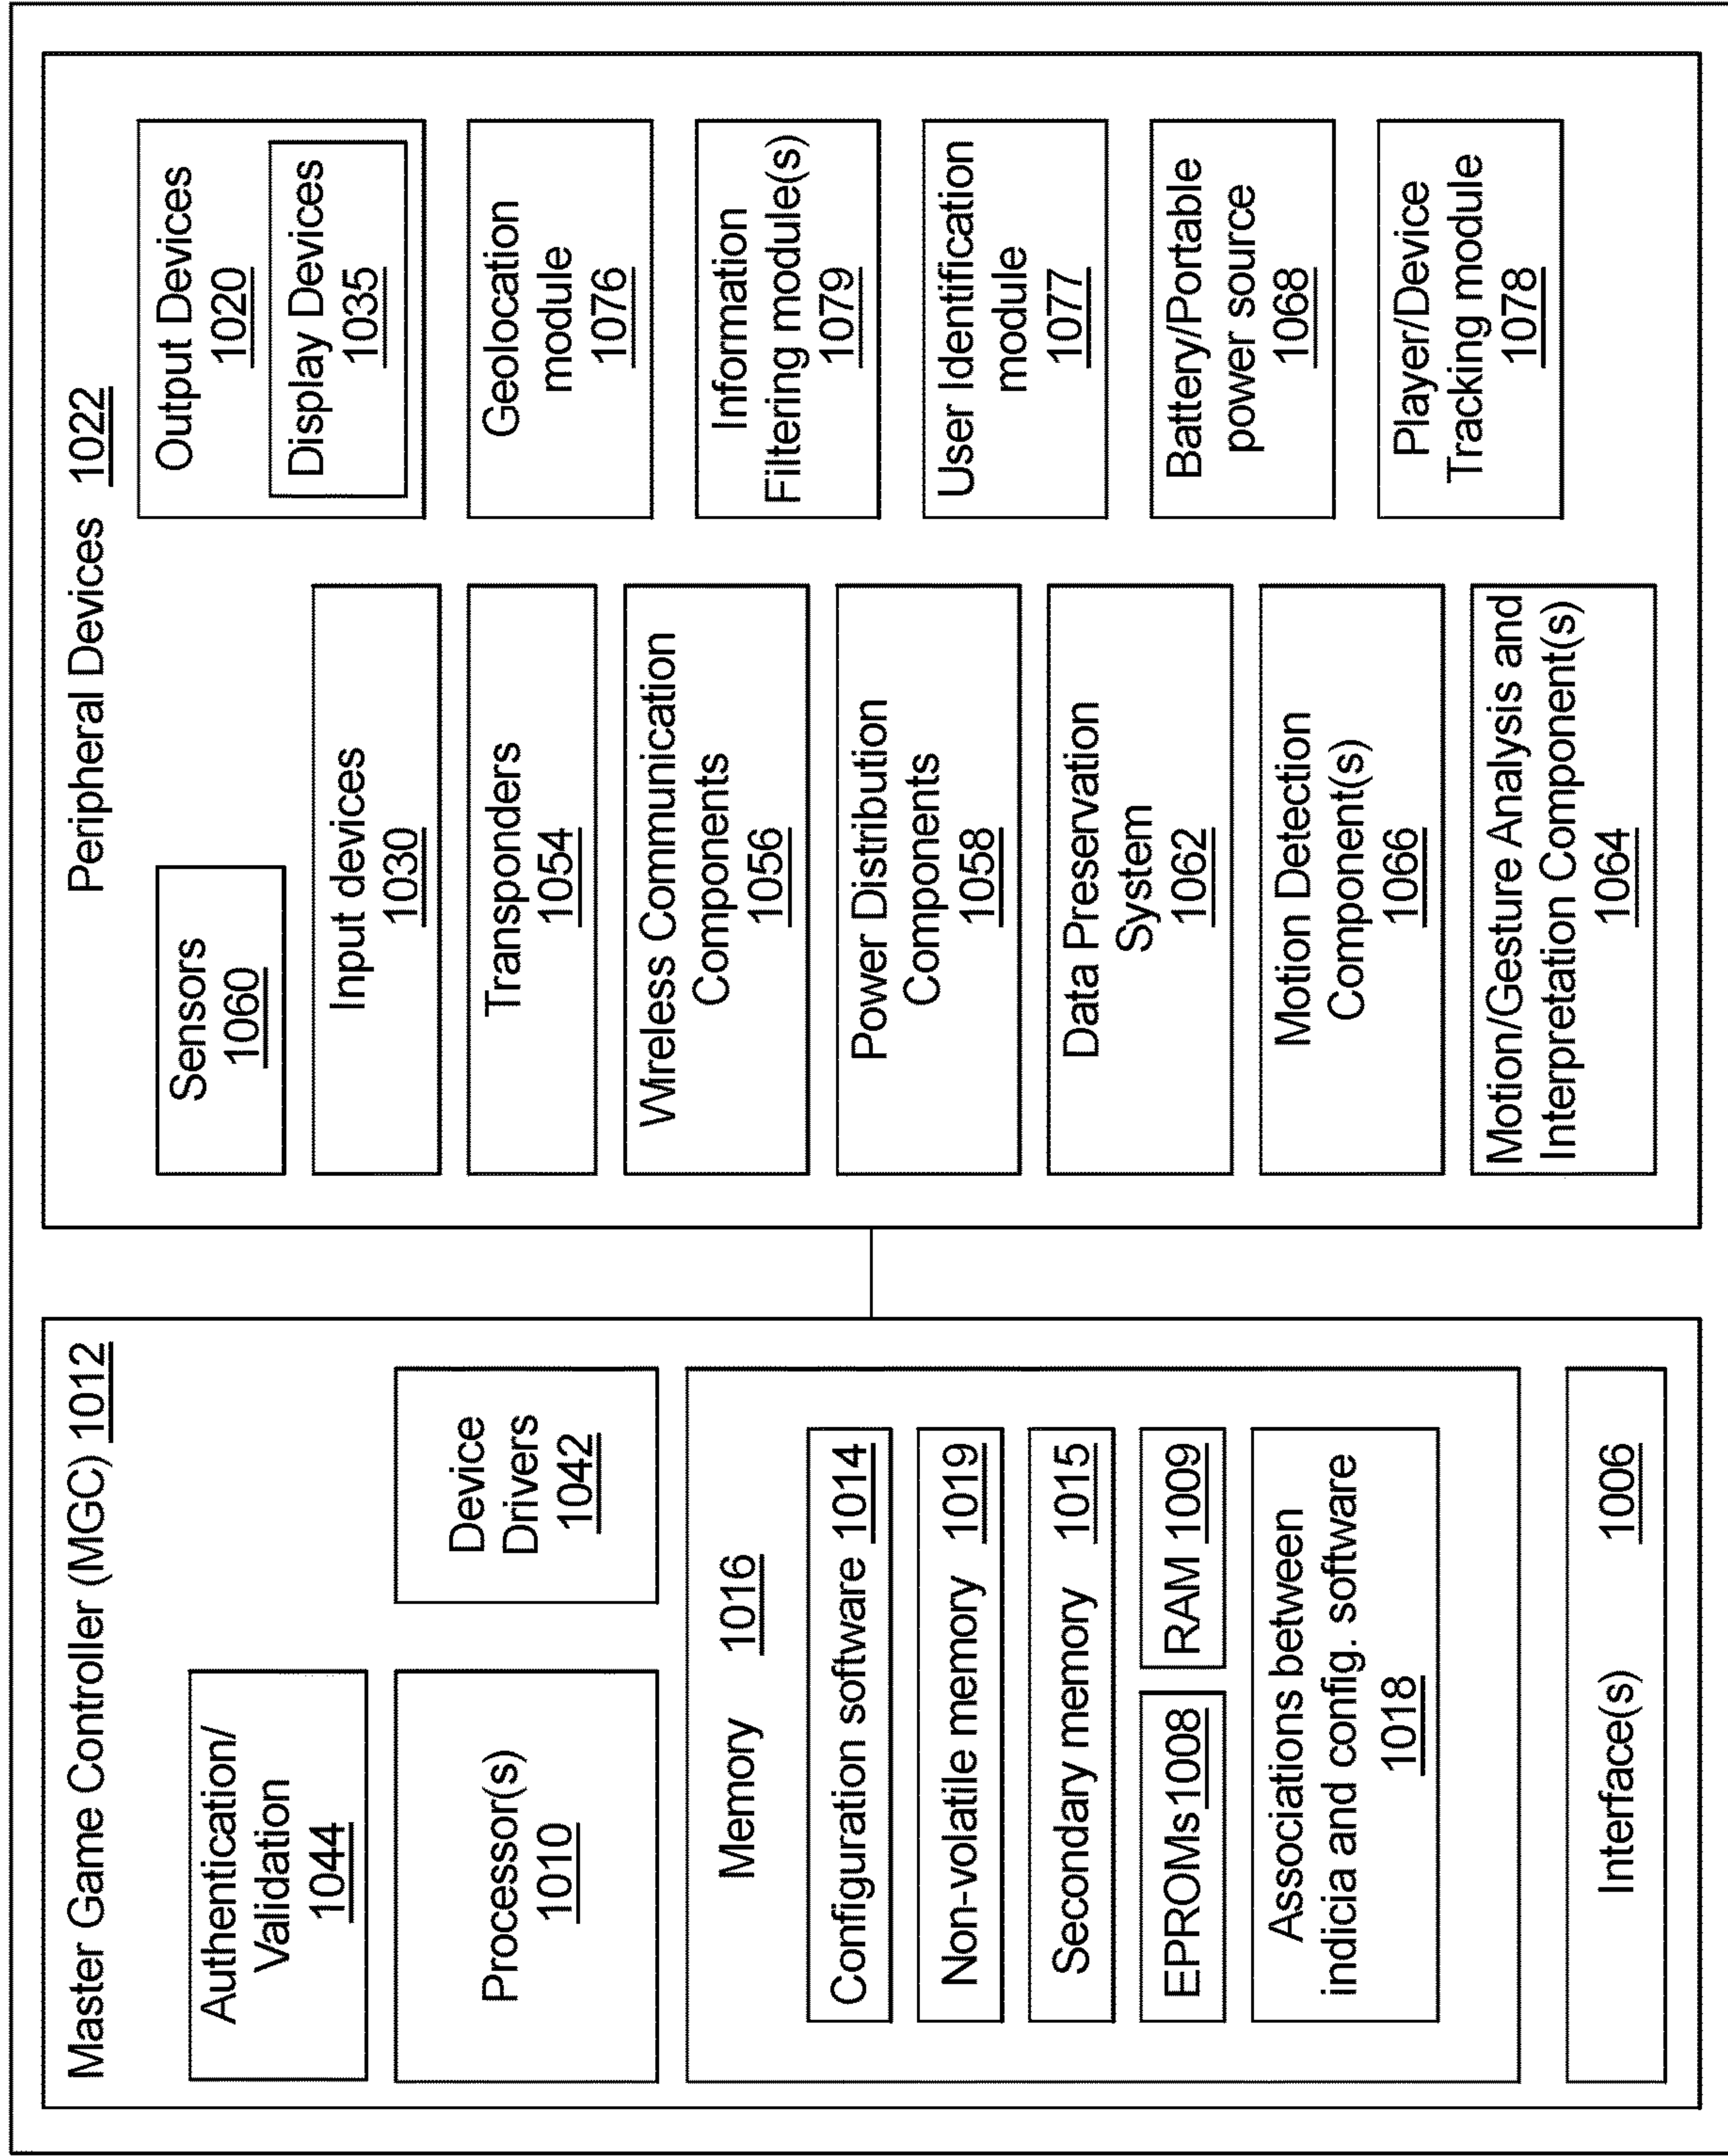 Master Game Controller (MGC) 1012
Authentication/
Validation
1044
Processor(s)
1010
Device
Drivers
1042
Memory 1016
Configuration software 1014
Non-volatile memory 1019
Secondary memory 1015
EPROMs1008
RAM 1009
Associations between
indicia and config. software
1018
Interface(s) 1006
Peripheral Devices 1022
Sensors
1060
Input devices
1030
Transponders
1054
Wireless Communication
Components
1056
Power Distribution
Components
1058
Data Preservation
System
1062
Motion Detection
Component(s)
1066
Motion/Gesture Analysis and
Interpretation Component(s)
1064
Output Devices
1020
Display Devices
1035
Geolocation
module
1076
Information
Filtering module(s)
1079
User Identification
module
1077
Battery/Portable
power source
1068
Player/Device
Tracking module
1078